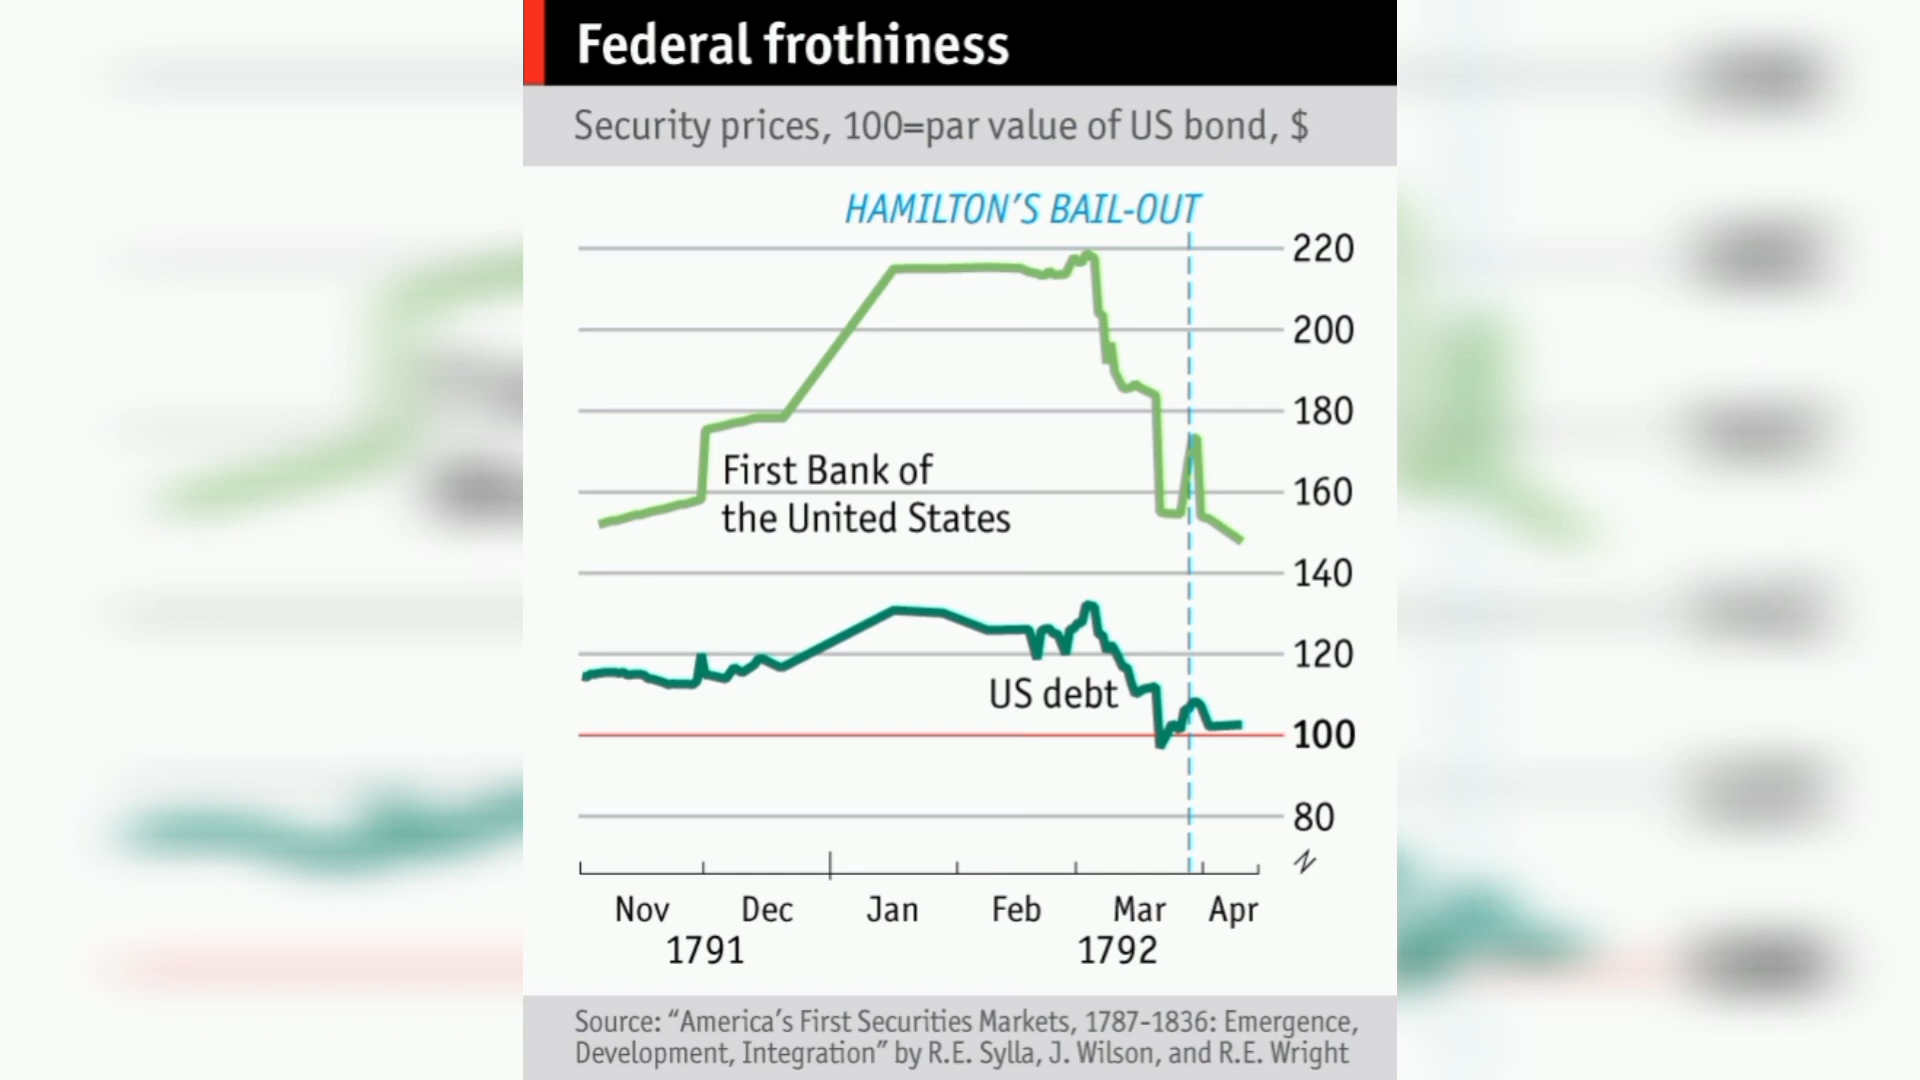 Federal frothiness
Security prices, 100=par value of US bond, $
HAMILTON'S BAIL-OUT
220
200
180
First Bank of
160
the United States
140
120
US debt
100
80
Nov Dec Jan Feb Mar Apr
1791 1792
Source: “America's First Securities Markets, 1787-1836: Emergence,
Development, Integration” by R.E. Sylla, J. Wilson, and R.E. Wright